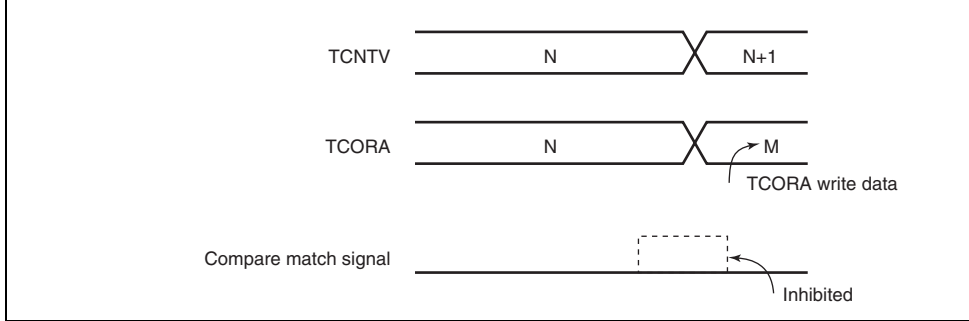 TCNTV N N+1
TCORA N M
TCORA write data
Compare match signal
Inhibited